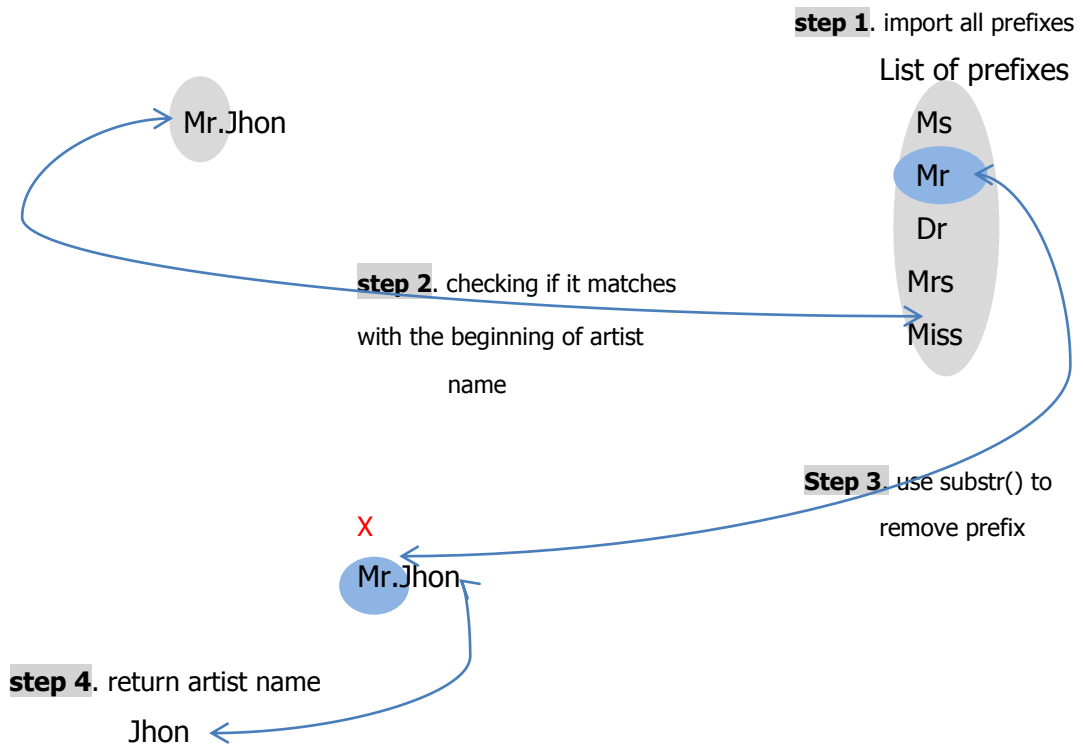 step 1. import all prefixes
List of prefixes
Mr.Jhon
Ms
Mr
Dr
Mrs
Miss
step 2. checking if it matches
with the beginning of artist
name
Step 3. use substr() to
remove prefix
X
Mr.Jhon
step 4. return artist name
Jhon